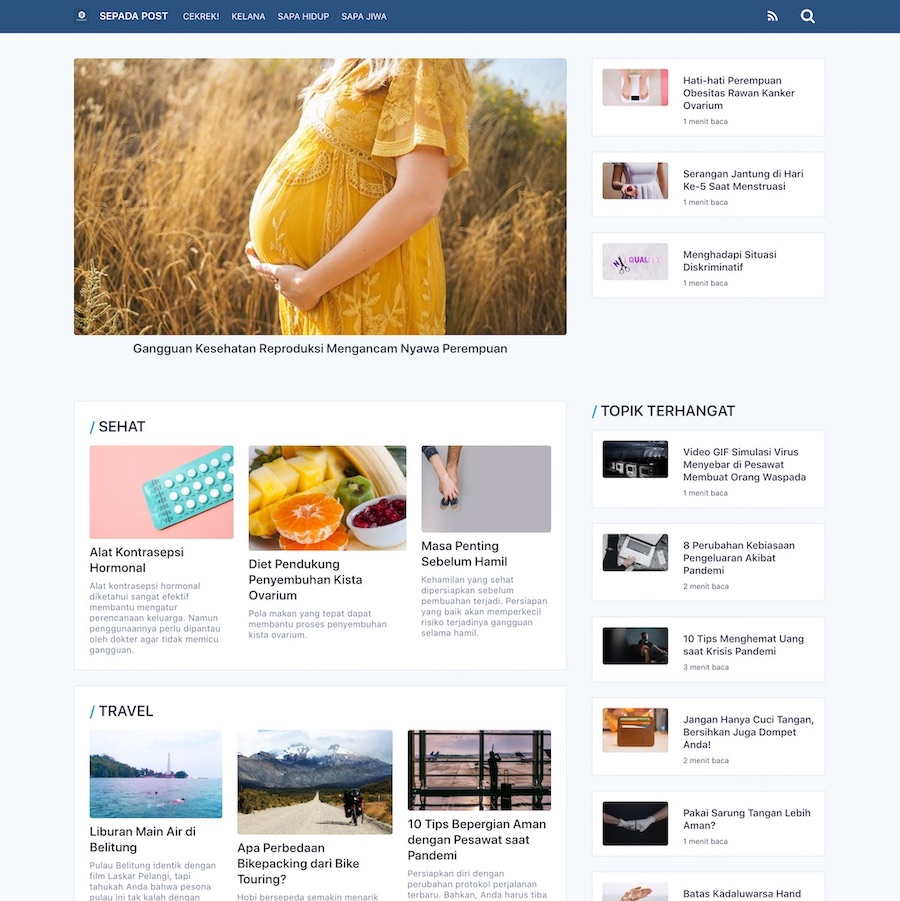 SEPADA POST CEKREK! KELANA SAPA HIDUP SAPA JIWA
Gangguan Kesehatan Reproduksi Mengancam Nyawa Perempuan
Hati-hati Perempuan
Obesitas Rawan Kanker
Ovarium
1 menit baca
Serangan Jantung di Hari
Ke-5 Saat Menstruasi
1 menit baca
Menghadapi Situasi
Diskriminatif
1 menit baca
/ SEHAT
Alat Kontrasepsi
Hormonal
Alat kontrasepsi hormonal
diketahui sangat efektif
membantu mengatur
perencanaan keluarga. Namun
penggunaannya perlu dipantau
oleh dokter agar tidak memicu
gangguan.
Diet Pendukung
Penyembuhan Kista
Ovarium
Pola makan yang tepat dapat
membantu proses penyembuhan
kista ovarium.
Masa Penting
Sebelum Hamil
Kehamilan yang sehat
dipersiapkan sebelum
pembuahan terjadi. Persiapan
yang baik akan memperkecil
risiko terjadinya gangguan
selama hamil.
/ TRAVEL
Liburan Main Air di
Belitung
Pulau Belitung identik dengan
film Laskar Pelangi, tapi
tahukah Anda bahwa pesona
pulau ini tak kalah dengan
Apa Perbedaan
Bikepacking dari Bike
Touring?
Hobi bersepeda semakin menarik
10 Tips Bepergian Aman
dengan Pesawat saat
Pandemi
Persiapkan diri dengan
perubahan protokol perjalanan
terbaru. Bahkan, Anda harus tiba
/ TOPIK TERHANGAT
Video GIF Simulasi Virus
Menyebar di Pesawat
Membuat Orang Waspada
1 menit baca
8 Perubahan Kebiasaan
Pengeluaran Akibat
Pandemi
2 menit baca
10 Tips Menghemat Uang
saat Krisis Pandemi
3 menit baca
Jangan Hanya Cuci Tangan,
Bersihkan Juga Dompet
Anda!
2 menit baca
Pakai Sarung Tangan Lebih
Aman?
1 menit baca
Batas Kadaluwarsa Hand